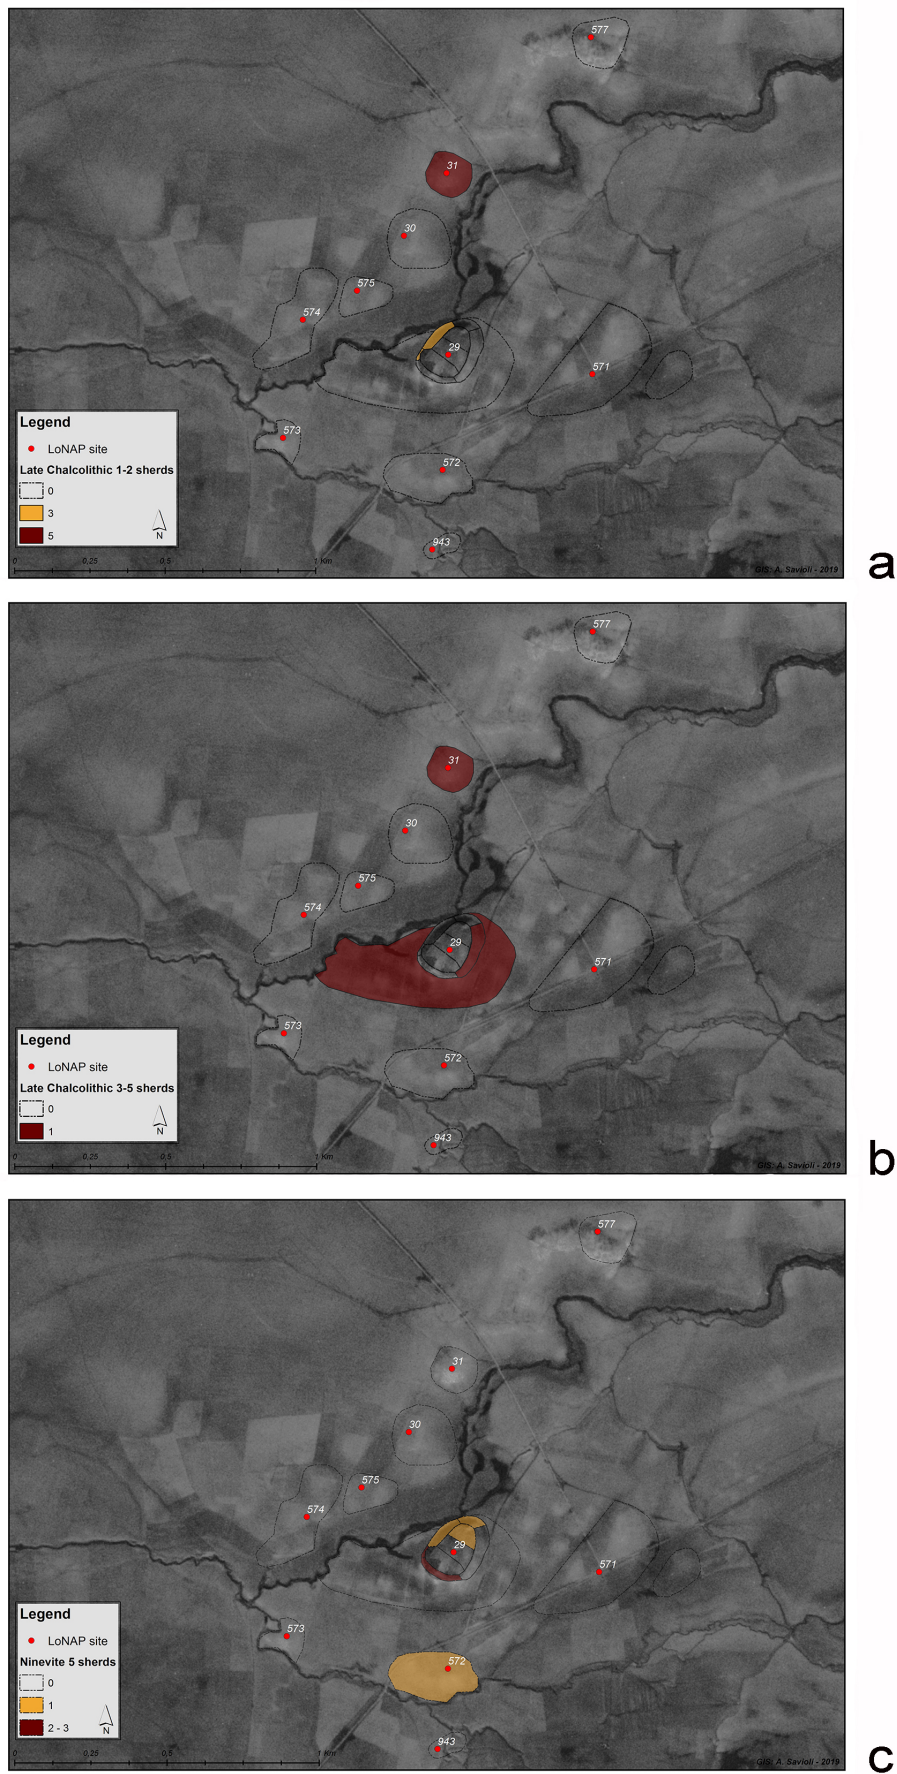 577
31
30
575
574
29
571
573
572
943
Legend
LoNAP site
Late Chalcolithic 1-2 sherds
0
3
5
N
0 0,25 0,5 1 Km
GIS: A. Savioli - 2019
a
577
31
30
575
574
29
571
573
572
943
Legend
LoNAP site
Late Chalcolithic 3-5 sherds
0
1
N
0 0,25 0,5 1 Km
GIS: A. Savioli - 2019
b
577
31
30
575
574
29
571
573
572
943
Legend
LoNAP site
Ninevite 5 sherds
0
1
2 - 3
N
0 0,25 0,5 1 Km
GIS: A. Savioli - 2019
c